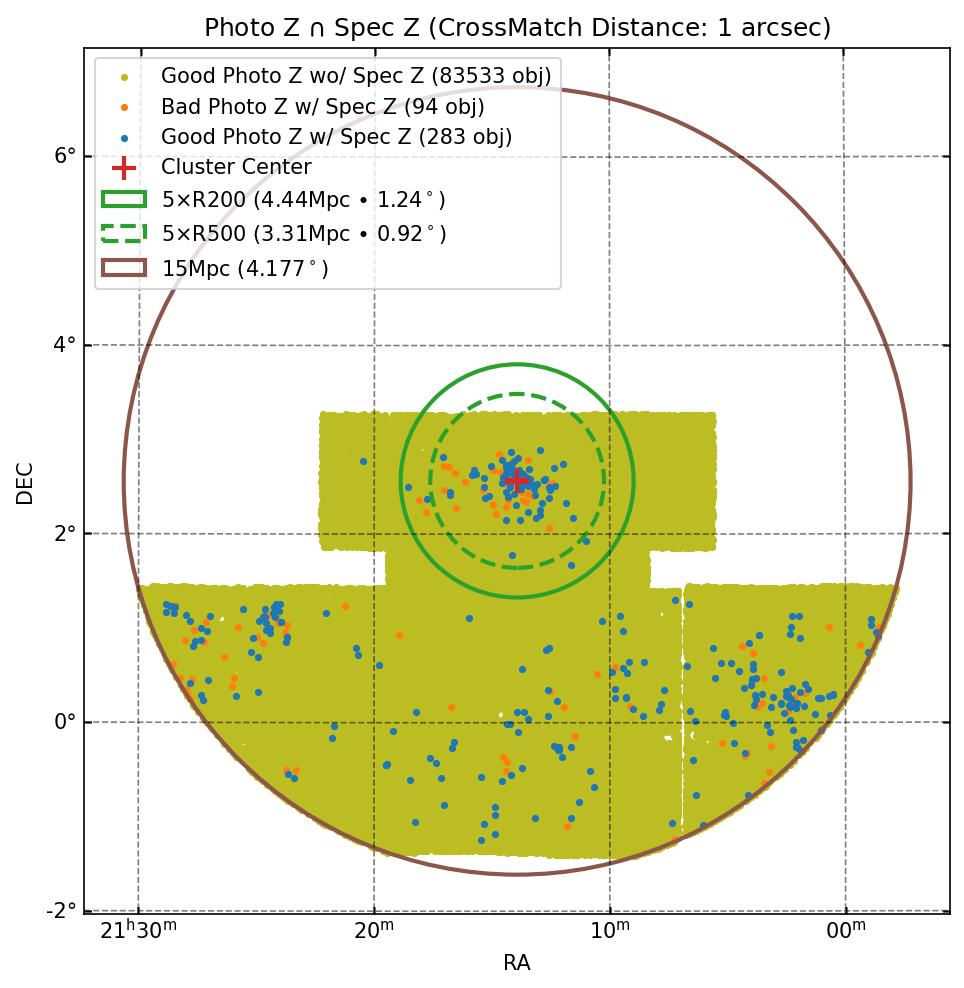 Photo Z ∩ Spec Z (CrossMatch Distance: 1 arcsec)
Good Photo Z wo/ Spec Z (83533 obj)
Bad Photo Z w/ Spec Z (94 obj)
Good Photo Z w/ Spec Z (283 obj)
Cluster Center
5×R200 (4.44Mpc • 1.24°)
5×R500 (3.31Mpc • 0.92°)
15Mpc (4.177°)
6°
4°
2°
0°
-2°
DEC
21ʰ30ᵐ 20ᵐ 10ᵐ 00ᵐ
RA